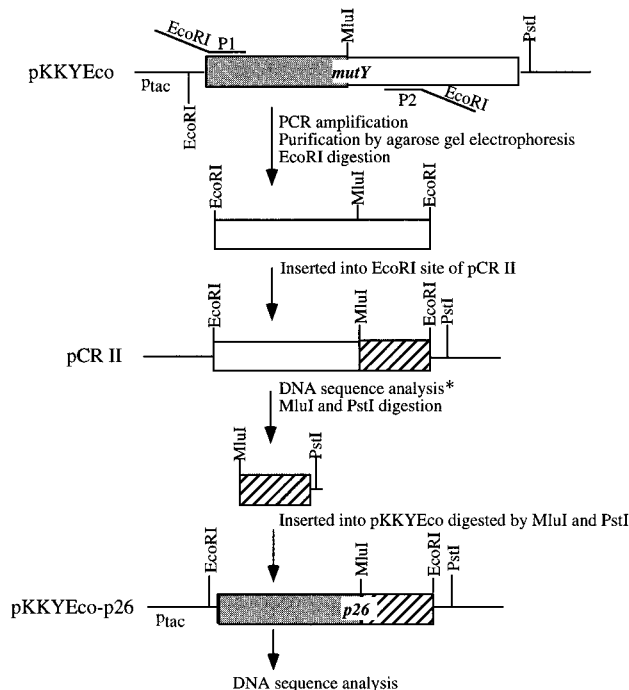 EcoRI P1 MluI PstI
pKKYEco
Ptac mutY P2 EcoRI
EcoRI
PCR amplification
Purification by agarose gel electrophoresis
EcoRI digestion
EcoRI MluI EcoRI
Inserted into EcoRI site of pCR II
EcoRI MluI EcoRI PstI
pCR II
DNA sequence analysis*
MluI and PstI digestion
MluI PstI
Inserted into pKKYEco digested by MluI and PstI
EcoRI MluI EcoRI PstI
pKKYEco-p26
Ptac p26
DNA sequence analysis